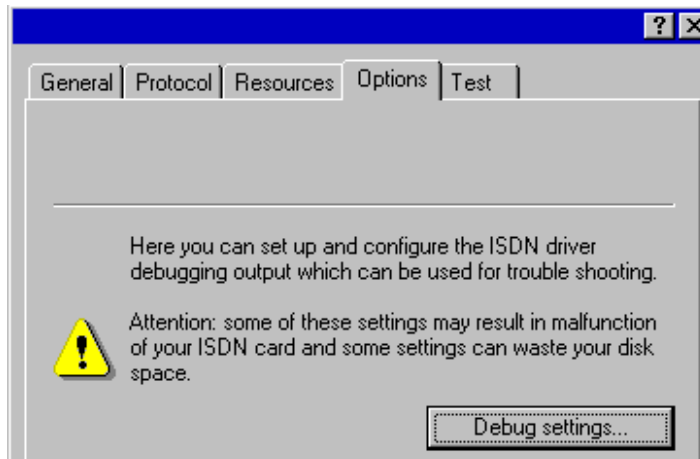 General Protocol Resources Options Test
Here you can set up and configure the ISDN driver
debugging output which can be used for trouble shooting.
Attention: some of these settings may result in malfunction
of your ISDN card and some settings can waste your disk
space.
Debug settings...